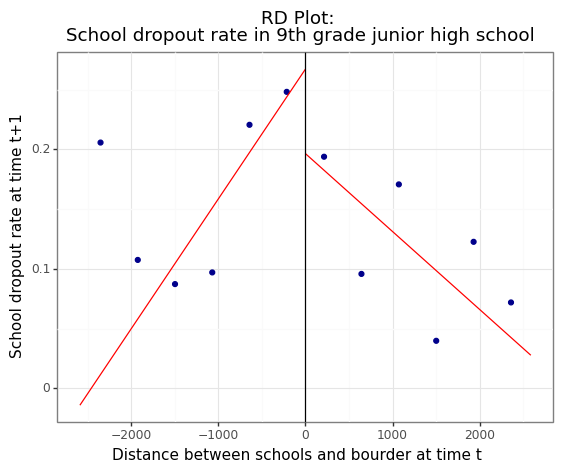 RD Plot:
School dropout rate in 9th grade junior high school
School dropout rate at time t+1
0.2
0.1
0
−2000
−1000
0
1000
2000
Distance between schools and bourder at time t